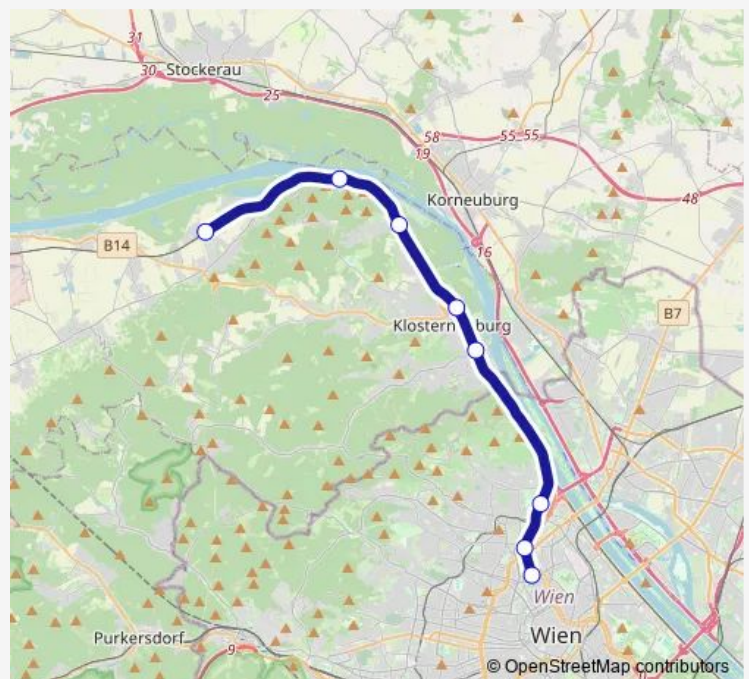 31
30
Stockerau
25
58
55
55
19
Korneuburg
48
B14
16
Klostern burg
B7
Wien
Wien
Purkersdorf
9
© OpenStreetMap contributors